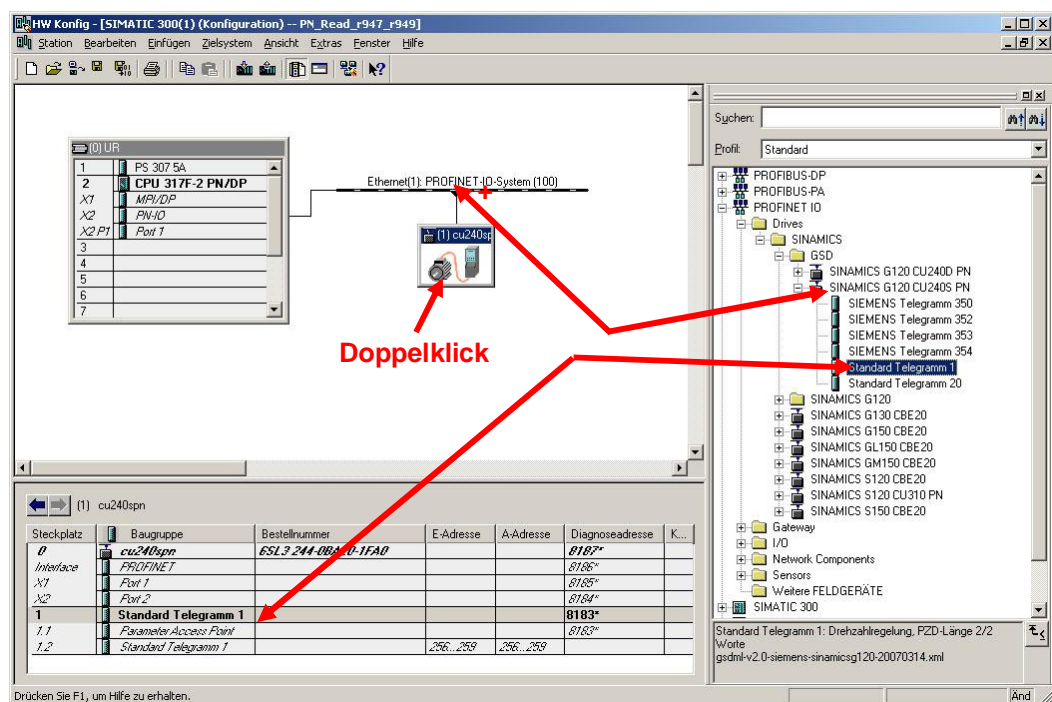 HW Konfig - [SIMATIC 300(1) (Konfiguration) -- PN_Read_r947_r949]
Station Bearbeiten Einfügen Zielsystem Ansicht Extras Fenster Hilfe
(0) UR
1 PS 307 5A
2 CPU 317F-2 PN/DP
X1 MPI/DP
X2 PN-IO
X2 P1 Port 1
3
4
5
6
7
Ethernet(1): PROFINET-IO-System (100)
(1) cu240sp
Doppelklick
Suchen:
Profil: Standard
PROFIBUS-DP
PROFIBUS-PA
PROFINET IO
Drives
SINAMICS
GSD
SINAMICS G120 CU240D PN
SINAMICS G120 CU240S PN
SIEMENS Telegramm 350
SIEMENS Telegramm 352
SIEMENS Telegramm 353
SIEMENS Telegramm 354
Standard Telegramm 1
Standard Telegramm 20
SINAMICS G120
SINAMICS G130 CBE20
SINAMICS G150 CBE20
SINAMICS GL150 CBE20
SINAMICS GM150 CBE20
SINAMICS S120 CBE20
SINAMICS S120 CU310 PN
SINAMICS S150 CBE20
Gateway
I/O
Network Components
Sensors
Weitere FELDGERÄTE
SIMATIC 300
Standard Telegramm 1: Drehzahlregelung, PZD-Länge 2/2
Worte
gsdml-v2.0-siemens-sinamicsg120-20070314.xml
(1) cu240spn
Steckplatz Baugruppe Bestellnummer E-Adresse A-Adresse Diagnoseadresse K...
0 cu240spn 6SL3 244-0BA20-1FA0 8187*
Interface PROFINET 8186*
X1 Port 1 8185*
X2 Port 2 8184*
1 Standard Telegramm 1 8183*
1.1 Parameter Access Point 8183*
1.2 Standard Telegramm 1 256...259 256...259
Drücken Sie F1, um Hilfe zu erhalten.
Änd